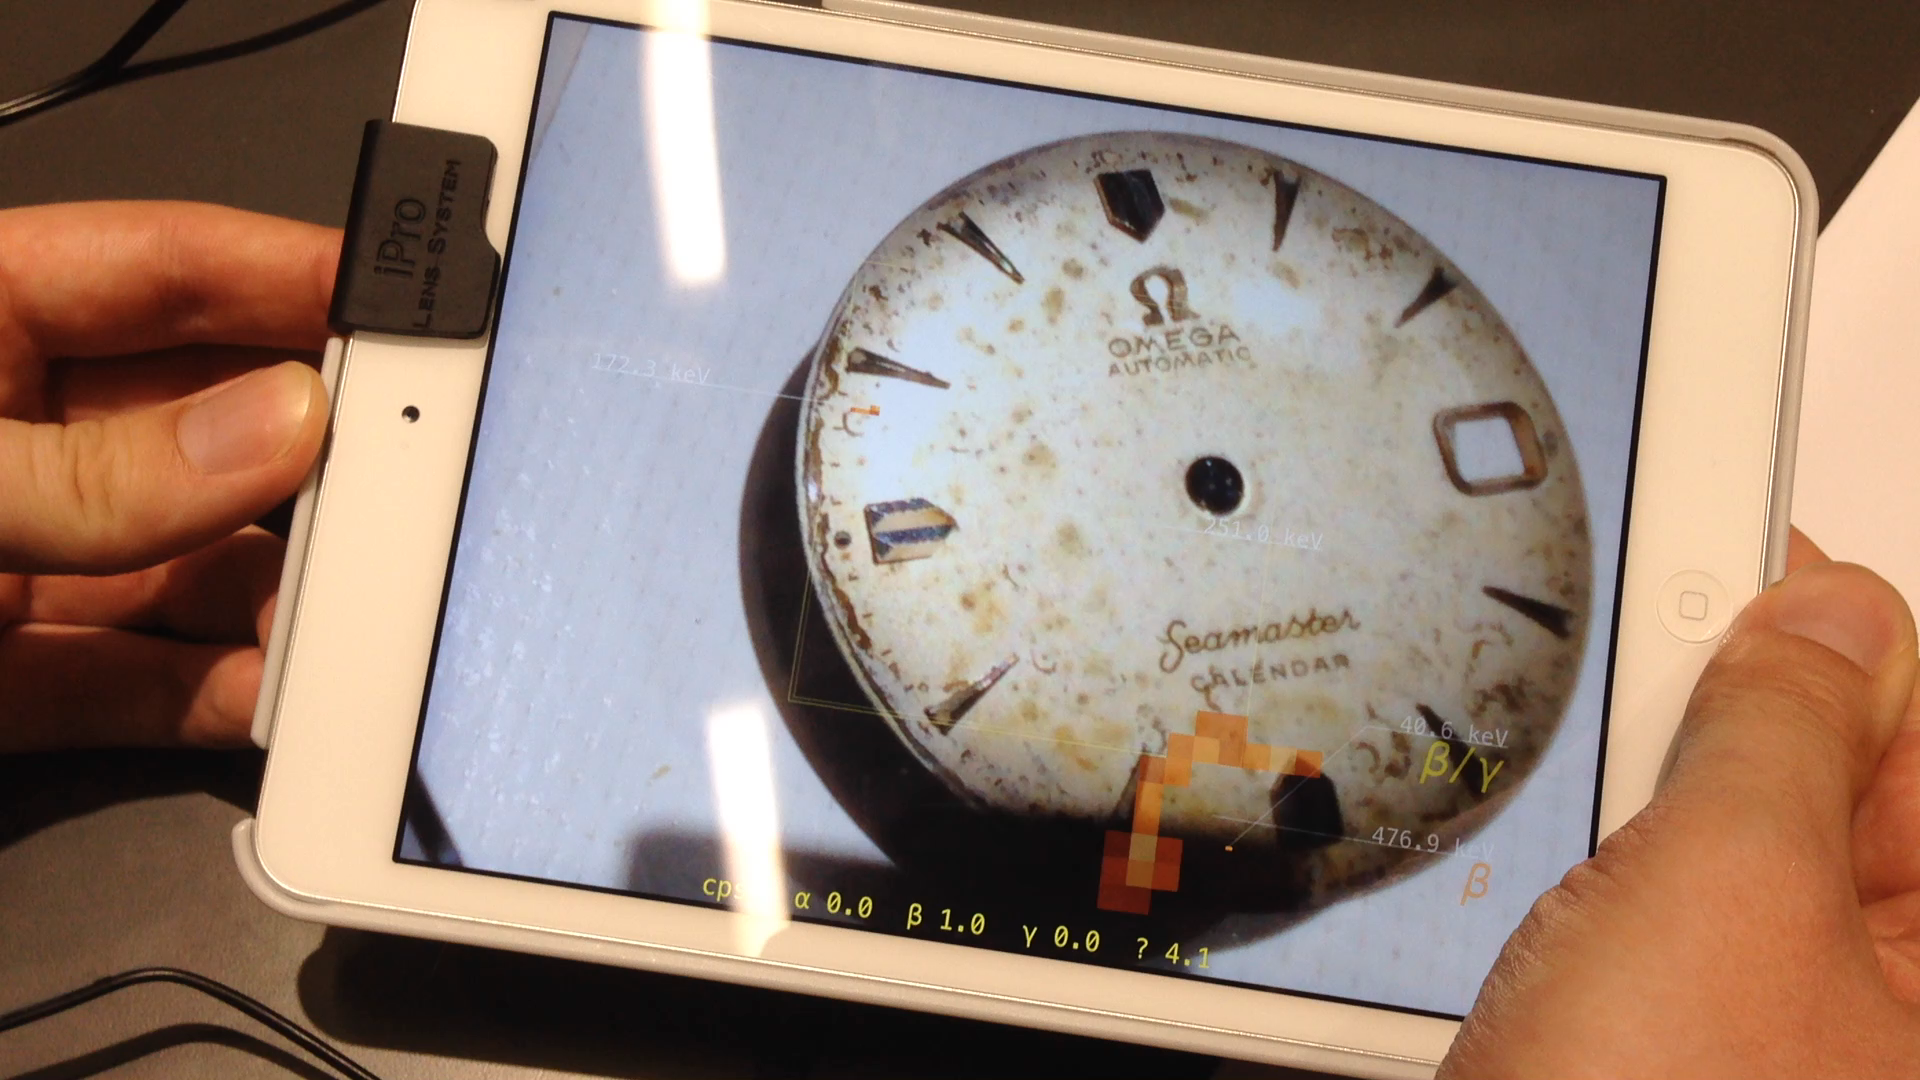 iPro
LENS SYSTEM
Ω
OMEGA
AUTOMATIC
172.3 keV
251.0 keV
Seamaster
CALENDAR
40.6 keV
β/γ
476.9 keV
β
cps α 0.0 β 1.0 γ 0.0 ? 4.1